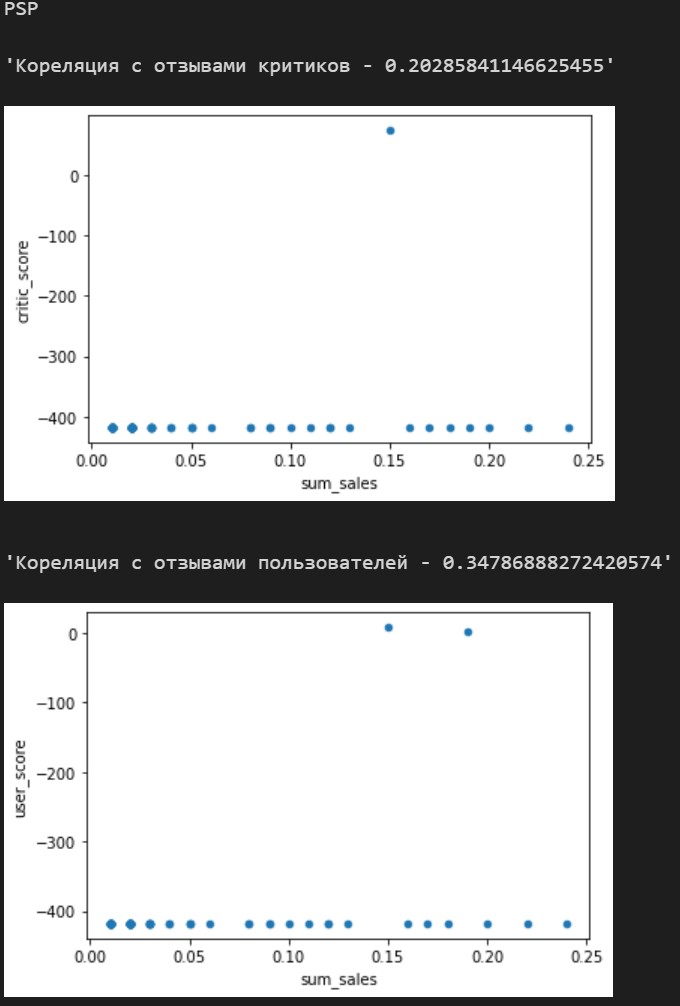 PSP
'Кореляция с отзывами критиков - 0.20285841146625455'
0
−100
−200
−300
−400
critic_score
0.00 0.05 0.10 0.15 0.20 0.25
sum_sales
'Кореляция с отзывами пользователей - 0.34786888272420574'
0
−100
−200
−300
−400
user_score
0.00 0.05 0.10 0.15 0.20 0.25
sum_sales